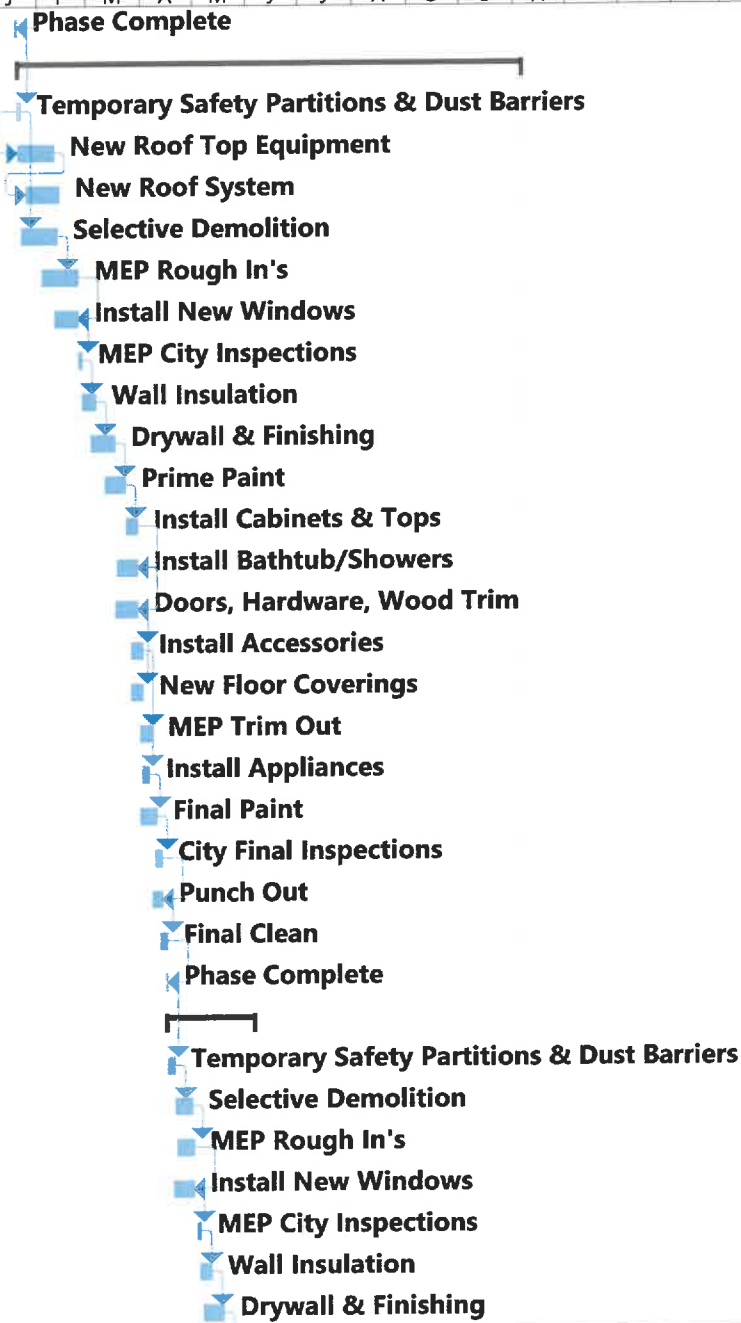 Phase Complete
Temporary Safety Partitions & Dust Barriers
New Roof Top Equipment
New Roof System
Selective Demolition
MEP Rough In's
Install New Windows
MEP City Inspections
Wall Insulation
Drywall & Finishing
Prime Paint
Install Cabinets & Tops
Install Bathtub/Showers
Doors, Hardware, Wood Trim
Install Accessories
New Floor Coverings
MEP Trim Out
Install Appliances
Final Paint
City Final Inspections
Punch Out
Final Clean
Phase Complete
Temporary Safety Partitions & Dust Barriers
Selective Demolition
MEP Rough In's
Install New Windows
MEP City Inspections
Wall Insulation
Drywall & Finishing